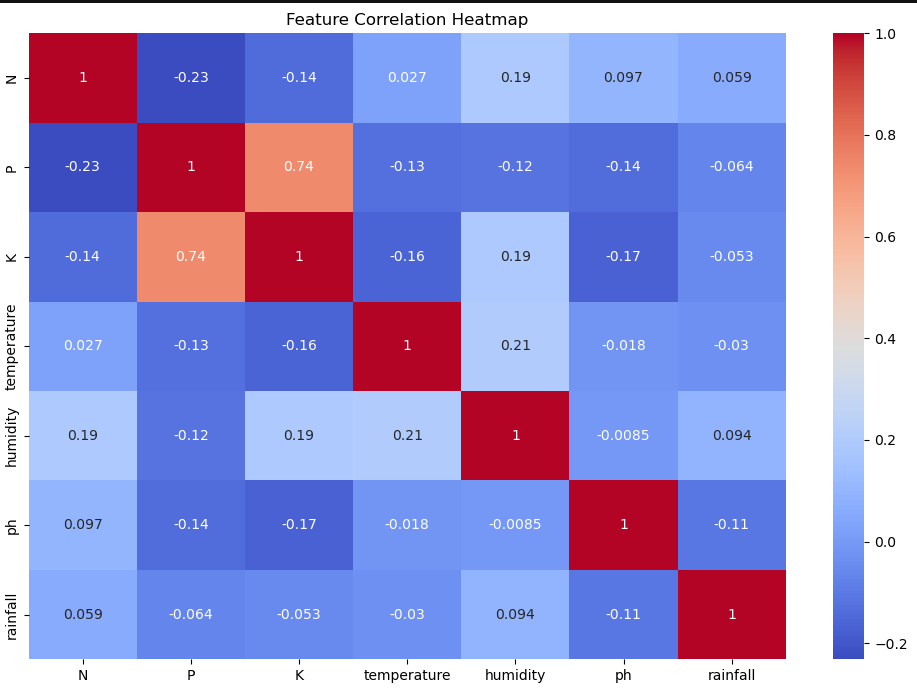 Feature Correlation Heatmap
N 1 -0.23 -0.14 0.027 0.19 0.097 0.059
P -0.23 1 0.74 -0.13 -0.12 -0.14 -0.064
K -0.14 0.74 1 -0.16 0.19 -0.17 -0.053
temperature 0.027 -0.13 -0.16 1 0.21 -0.018 -0.03
humidity 0.19 -0.12 0.19 0.21 1 -0.0085 0.094
ph 0.097 -0.14 -0.17 -0.018 -0.0085 1 -0.11
rainfall 0.059 -0.064 -0.053 -0.03 0.094 -0.11 1
N P K temperature humidity ph rainfall
1.0
0.8
0.6
0.4
0.2
0.0
−0.2